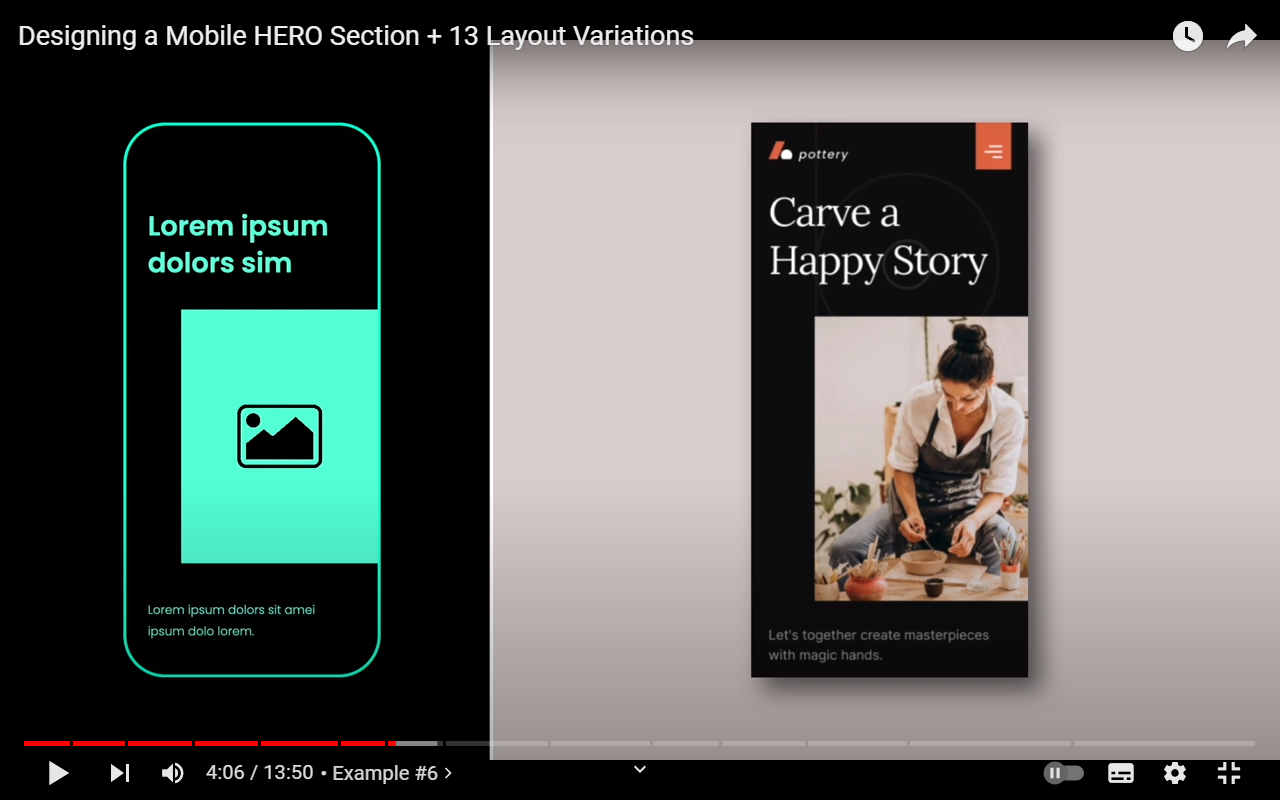 Designing a Mobile HERO Section + 13 Layout Variations
Lorem ipsum
dolors sim
Lorem ipsum dolors sit amei
ipsum dolo lorem.
pottery
Carve a
Happy Story
Let's together create masterpieces
with magic hands.
4:06 / 13:50 • Example #6 ›